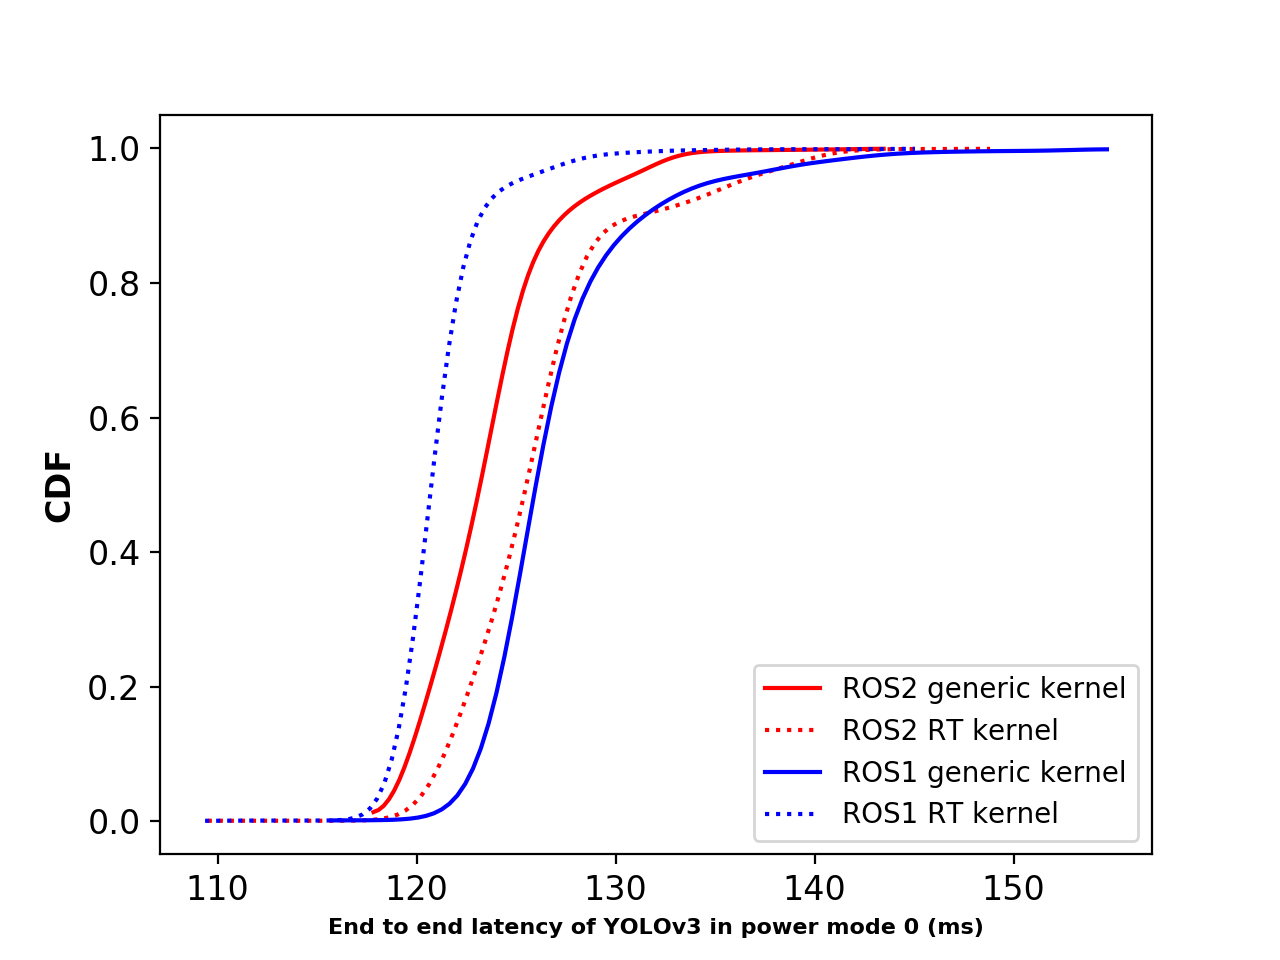 1.0
0.8
0.6
0.4
0.2
0.0
CDF
110 120 130 140 150
End to end latency of YOLOv3 in power mode 0 (ms)
ROS2 generic kernel
ROS2 RT kernel
ROS1 generic kernel
ROS1 RT kernel